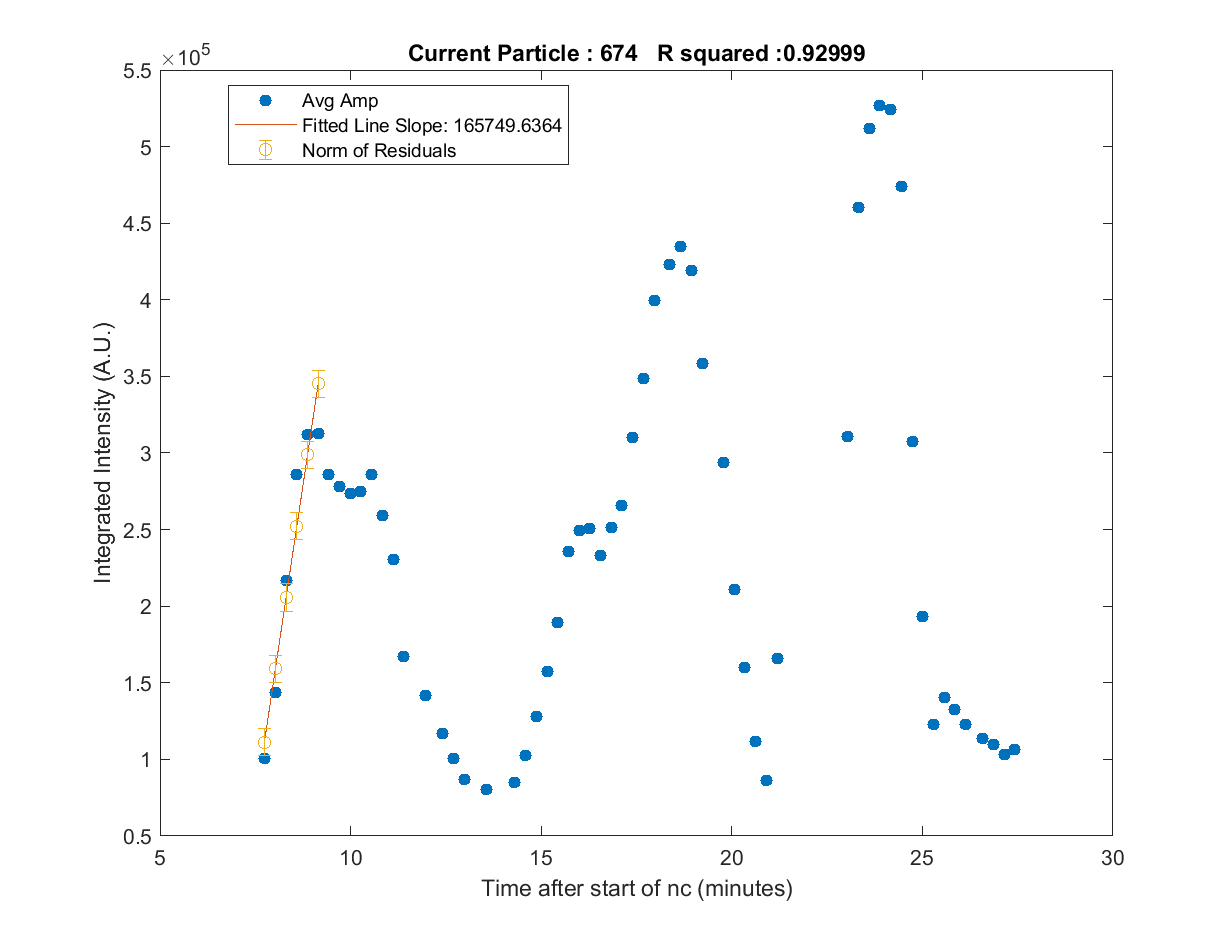 Current Particle : 674   R squared :0.92999
×10^5
5.5
5
4.5
4
3.5
3
2.5
2
1.5
1
0.5
Avg Amp
Fitted Line Slope: 165749.6364
Norm of Residuals
Integrated Intensity (A.U.)
5 10 15 20 25 30
Time after start of nc (minutes)